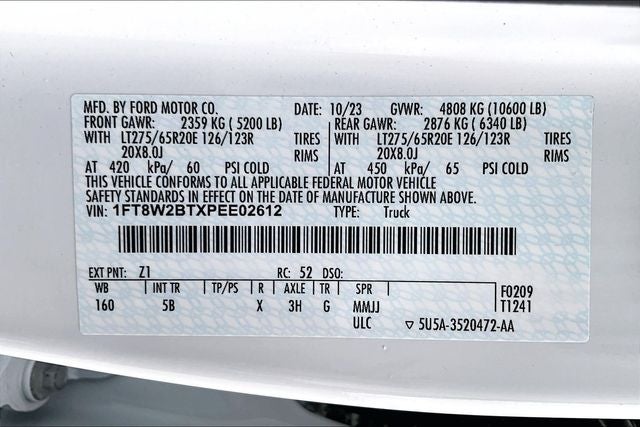 MFD. BY FORD MOTOR CO. DATE: 10/23 GVWR: 4808 KG (10600 LB)
FRONT GAWR: 2359 KG ( 5200 LB) REAR GAWR: 2876 KG ( 6340 LB)
WITH LT275/65R20E 126/123R TIRES WITH LT275/65R20E 126/123R TIRES
20X8.0J RIMS 20X8.0J RIMS
AT 420 kPa/ 60 PSI COLD AT 450 kPa/ 65 PSI COLD
THIS VEHICLE CONFORMS TO ALL APPLICABLE FEDERAL MOTOR VEHICLE
SAFETY STANDARDS IN EFFECT ON THE DATE OF MANUFACTURE SHOWN ABOVE.
VIN: 1FT8W2BTXPEE02612 TYPE: Truck
EXT PNT: Z1 RC: 52 DSO:
WB | INT TR | TP/PS | R | AXLE | TR | SPR F0209
160 5B X 3H G MMJJ T1241
ULC ▽ 5U5A-3520472-AA